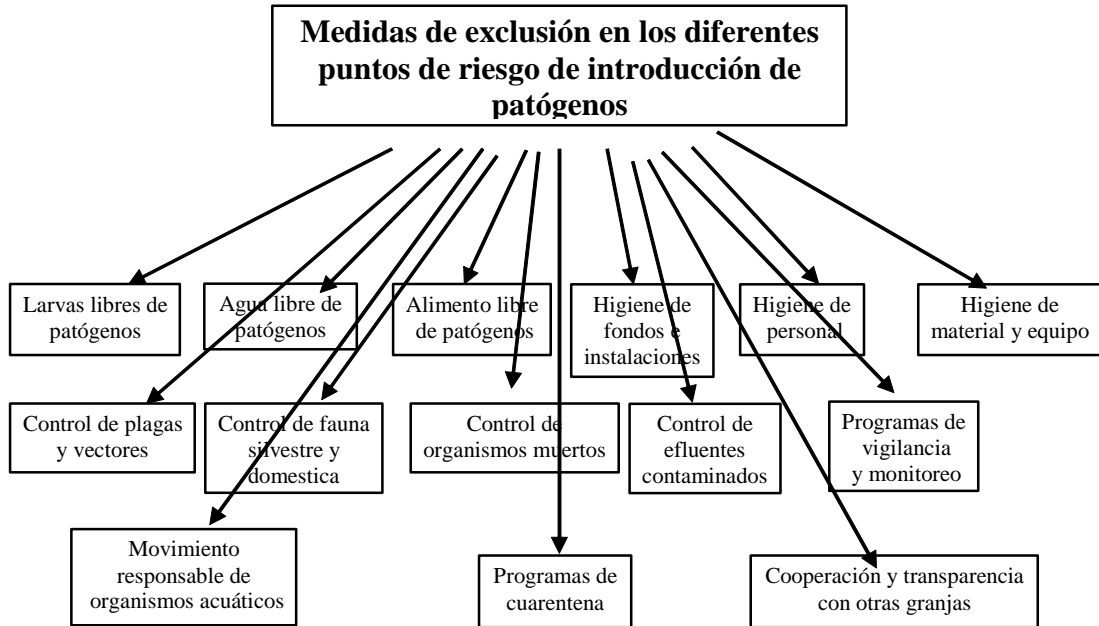 Medidas de exclusión en los diferentes
puntos de riesgo de introducción de
patógenos
Larvas libres de
patógenos
Agua libre de
patógenos
Alimento libre
de patógenos
Higiene de
fondos e
instalaciones
Higiene de
personal
Higiene de
material y equipo
Control de plagas
y vectores
Control de fauna
silvestre y
domestica
Control de
organismos muertos
Control de
efluentes
contaminados
Programas de
vigilancia
y monitoreo
Movimiento
responsable de
organismos acuáticos
Programas de
cuarentena
Cooperación y transparencia
con otras granjas